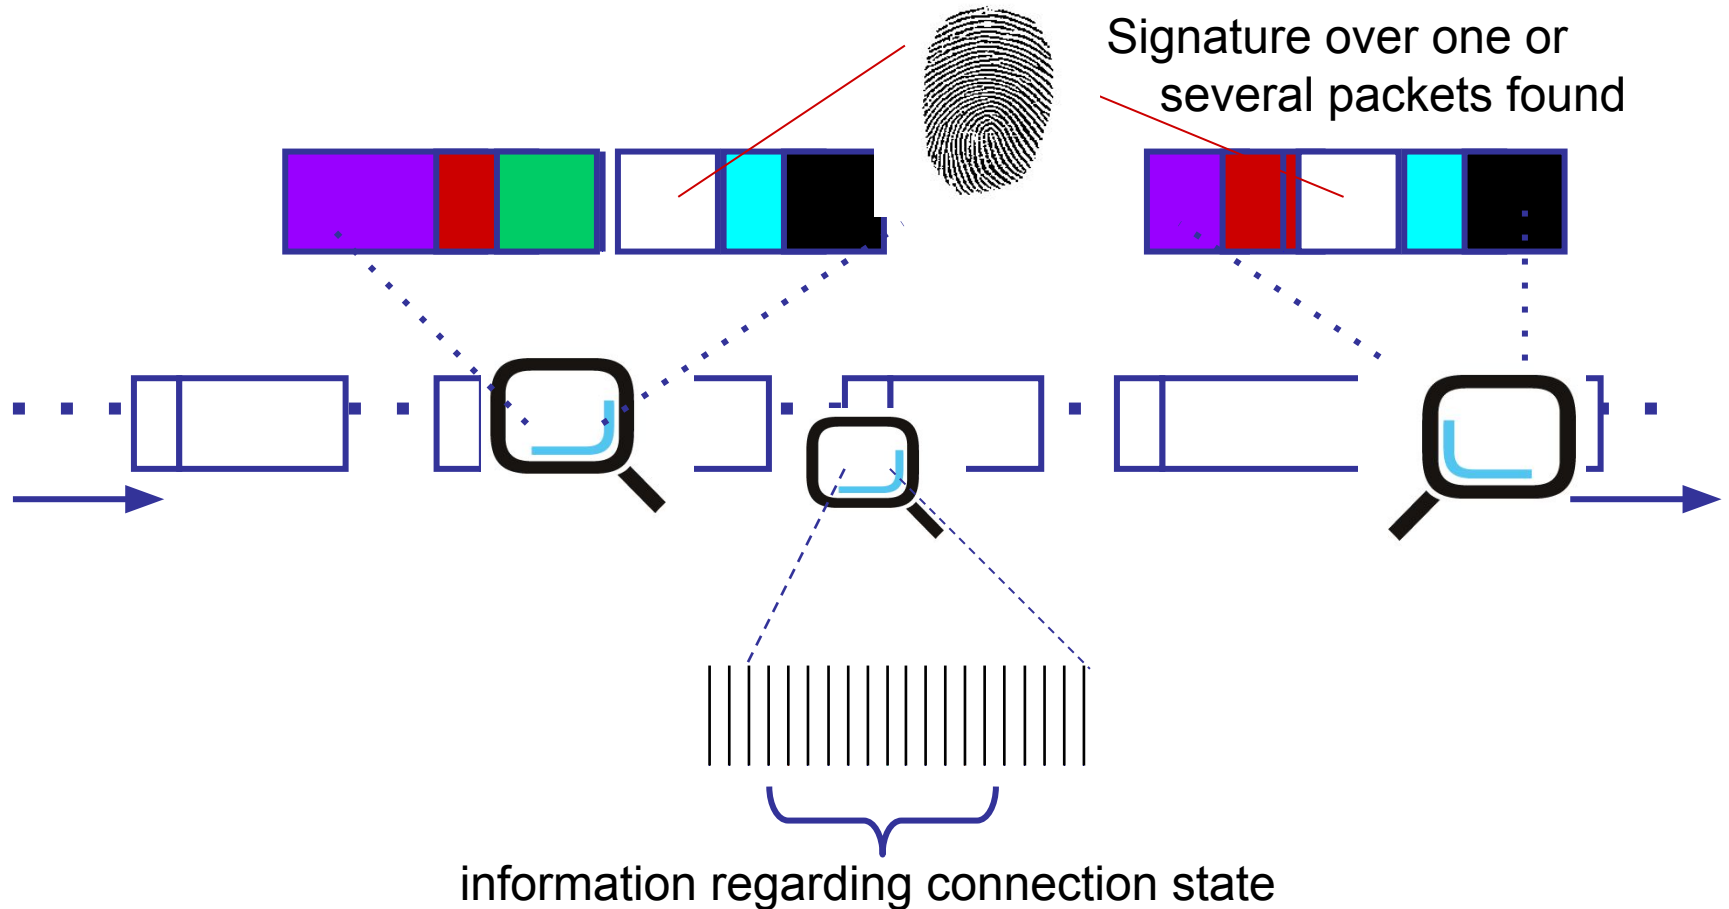 Signature over one or
several packets found
information regarding connection state